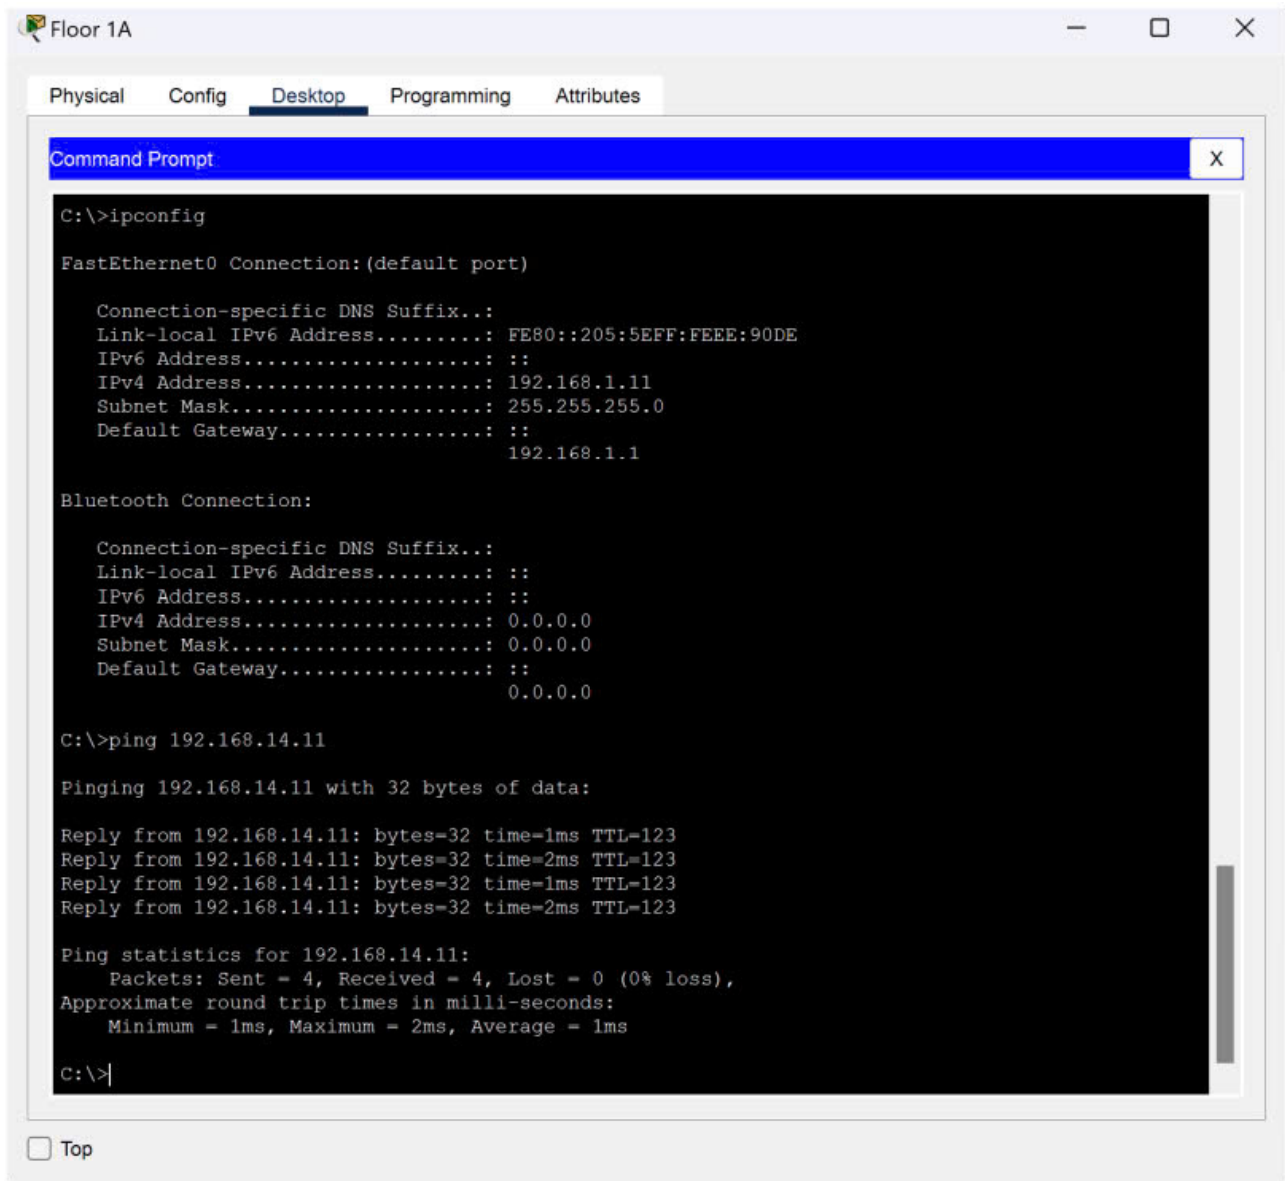 Floor 1A
Physical Config Desktop Programming Attributes
Command Prompt X
C:\>ipconfig
FastEthernet0 Connection:(default port)
Connection-specific DNS Suffix..:
Link-local IPv6 Address.........: FE80::205:5EFF:FEEE:90DE
IPv6 Address....................: ::
IPv4 Address....................: 192.168.1.11
Subnet Mask.....................: 255.255.255.0
Default Gateway.................: ::
192.168.1.1
Bluetooth Connection:
Connection-specific DNS Suffix..:
Link-local IPv6 Address.........: ::
IPv6 Address....................: ::
IPv4 Address....................: 0.0.0.0
Subnet Mask.....................: 0.0.0.0
Default Gateway.................: ::
0.0.0.0
C:\>ping 192.168.14.11
Pinging 192.168.14.11 with 32 bytes of data:
Reply from 192.168.14.11: bytes=32 time=1ms TTL=123
Reply from 192.168.14.11: bytes=32 time=2ms TTL=123
Reply from 192.168.14.11: bytes=32 time=1ms TTL=123
Reply from 192.168.14.11: bytes=32 time=2ms TTL=123
Ping statistics for 192.168.14.11:
Packets: Sent = 4, Received = 4, Lost = 0 (0% loss),
Approximate round trip times in milli-seconds:
Minimum = 1ms, Maximum = 2ms, Average = 1ms
C:\>
Top